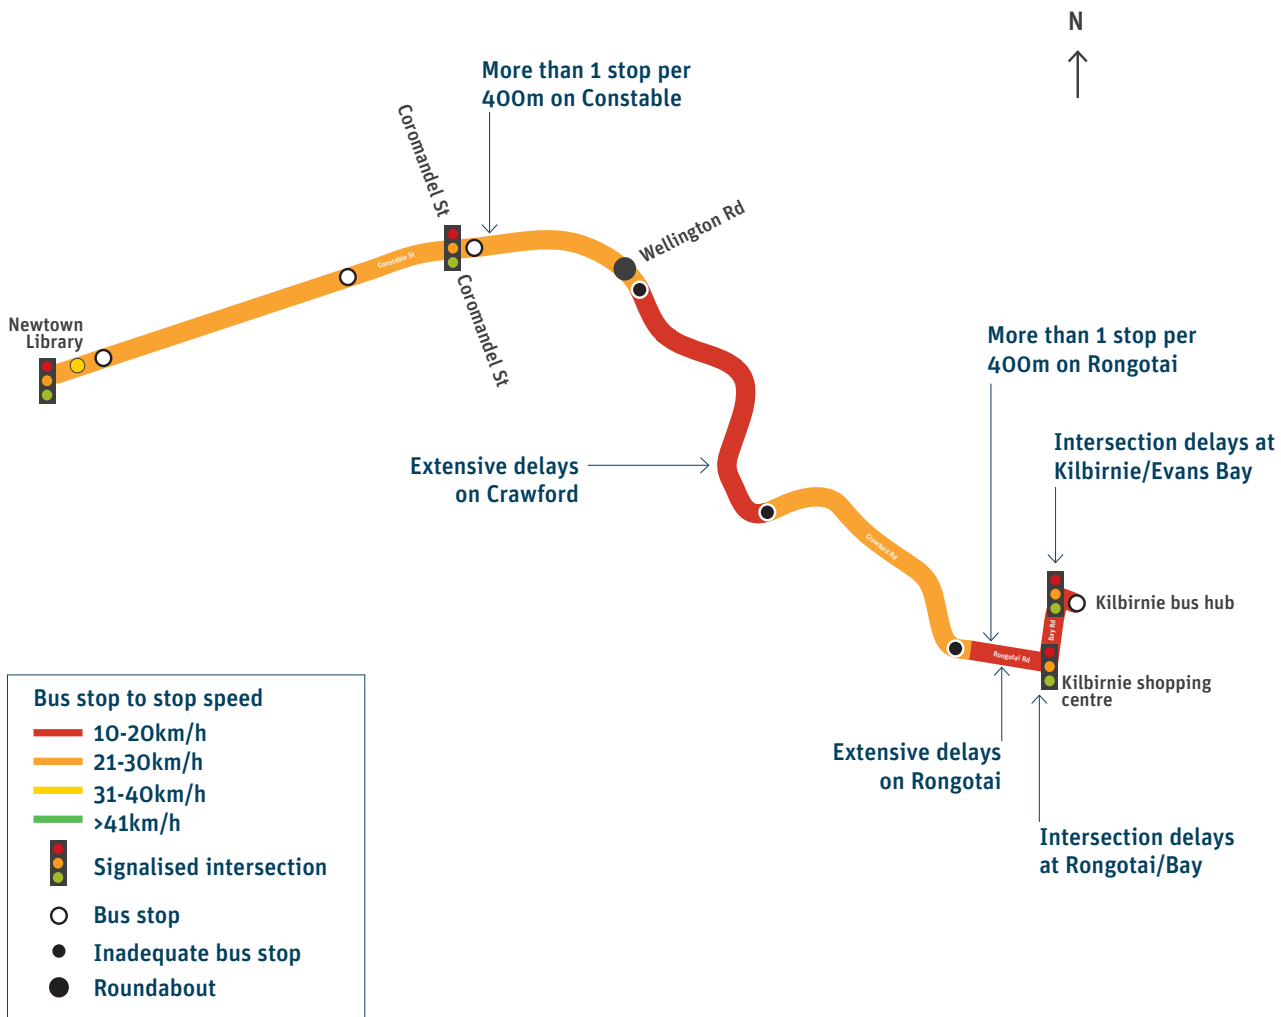 N
More than 1 stop per
400m on Constable
Coromandel St
Wellington Rd
Constable St
Coromandel St
Newtown
Library
More than 1 stop per
400m on Rongotai
Intersection delays at
Kilbirnie/Evans Bay
Extensive delays
on Crawford
Crawford Rd
Kilbirnie bus hub
Bay Rd
Rongotai Rd
Kilbirnie shopping
centre
Extensive delays
on Rongotai
Intersection delays
at Rongotai/Bay
Bus stop to stop speed
10-20km/h
21-30km/h
31-40km/h
>41km/h
Signalised intersection
Bus stop
Inadequate bus stop
Roundabout